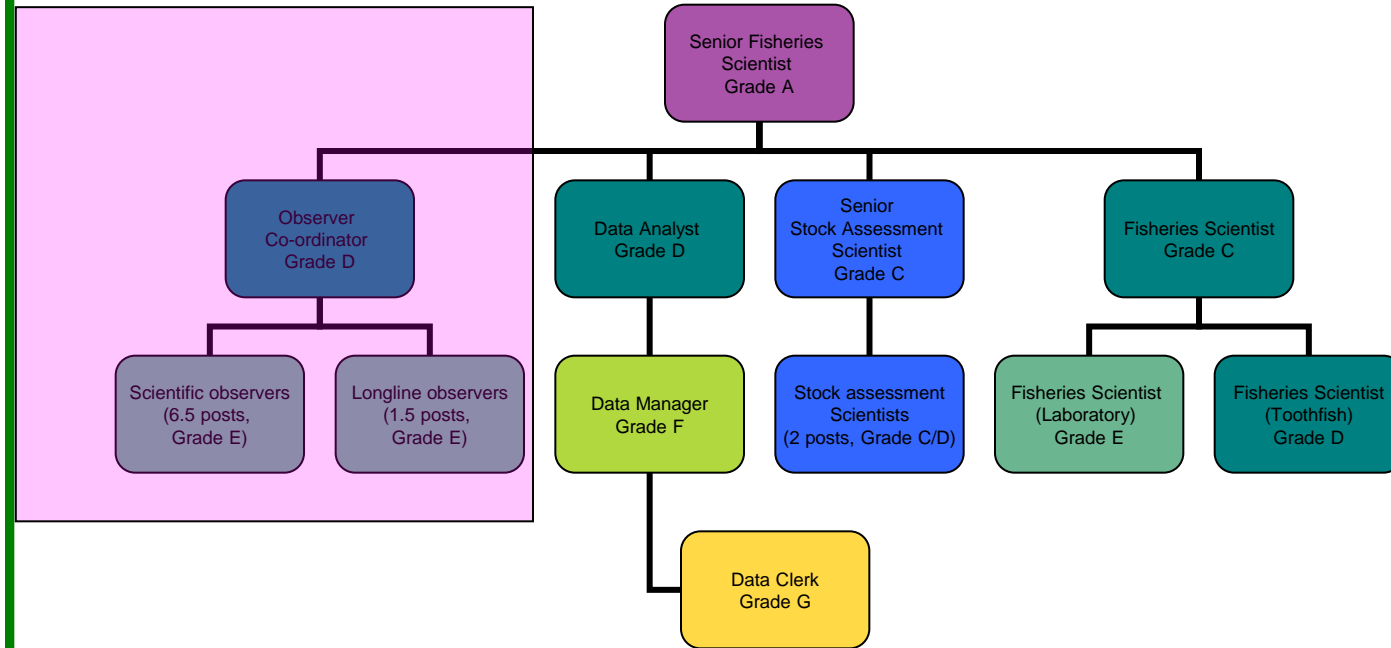 Senior Fisheries
Scientist
Grade A
Observer
Co-ordinator
Grade D
Data Analyst
Grade D
Senior
Stock Assessment
Scientist
Grade C
Fisheries Scientist
Grade C
Scientific observers
(6.5 posts,
Grade E)
Longline observers
(1.5 posts,
Grade E)
Data Manager
Grade F
Stock assessment
Scientists
(2 posts, Grade C/D)
Fisheries Scientist
(Laboratory)
Grade E
Fisheries Scientist
(Toothfish)
Grade D
Data Clerk
Grade G